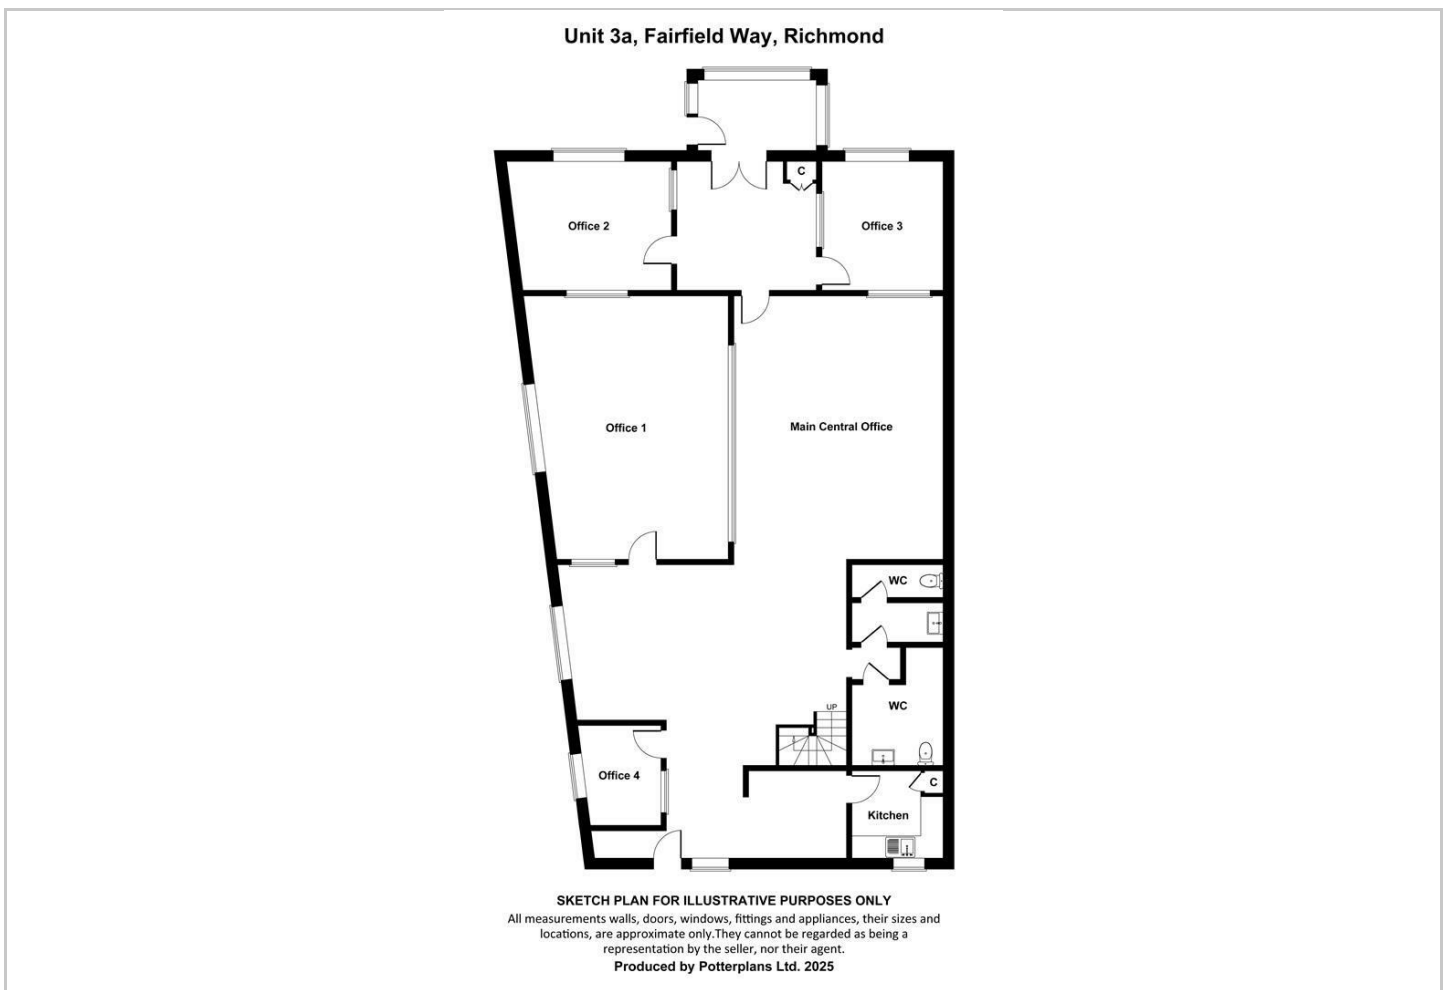 Unit 3a, Fairfield Way, Richmond
C
Office 2
Office 3
Office 1
Main Central Office
WC
WC
UP
Office 4
C
Kitchen
SKETCH PLAN FOR ILLUSTRATIVE PURPOSES ONLY
All measurements walls, doors, windows, fittings and appliances, their sizes and
locations, are approximate only.They cannot be regarded as being a
representation by the seller, nor their agent.
Produced by Potterplans Ltd. 2025